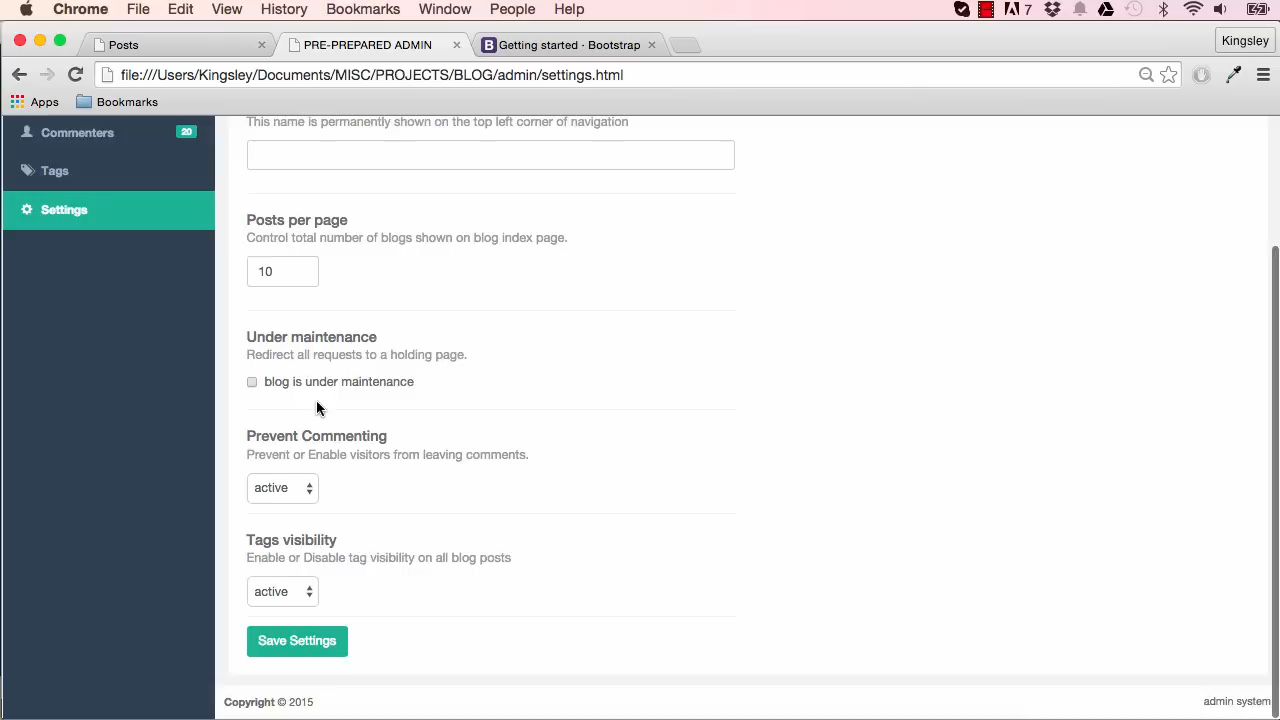 Chrome File Edit View History Bookmarks Window People Help 7
Posts PRE-PREPARED ADMIN Getting started · Bootstrap Kingsley
file:///Users/Kingsley/Documents/MISC/PROJECTS/BLOG/admin/settings.html
Apps Bookmarks
Commenters 20
Tags
Settings
This name is permanently shown on the top left corner of navigation
Posts per page
Control total number of blogs shown on blog index page.
10
Under maintenance
Redirect all requests to a holding page.
blog is under maintenance
Prevent Commenting
Prevent or Enable visitors from leaving comments.
active
Tags visibility
Enable or Disable tag visibility on all blog posts
active
Save Settings
Copyright © 2015 admin system